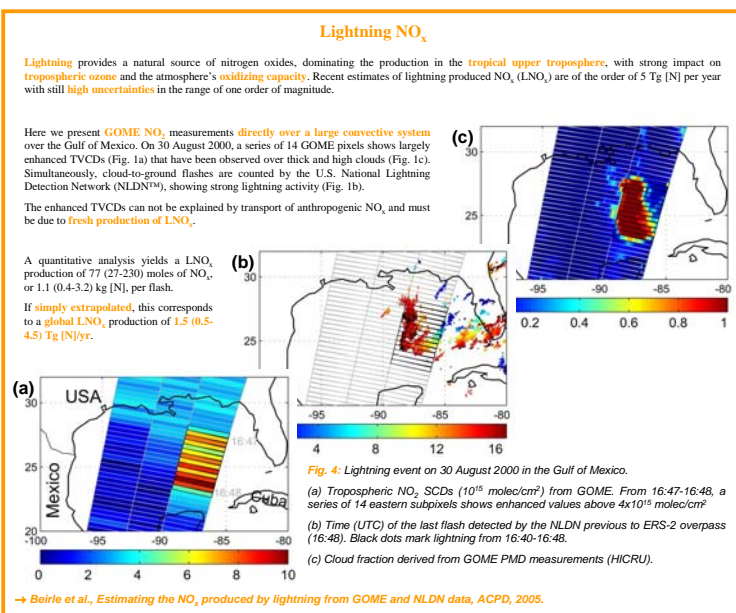 Lightning NOx
Lightning provides a natural source of nitrogen oxides, dominating the production in the tropical upper troposphere, with strong impact on
tropospheric ozone and the atmosphere's oxidizing capacity. Recent estimates of lightning produced NOx (LNOx) are of the order of 5 Tg [N] per year
with still high uncertainties in the range of one order of magnitude.
Here we present GOME NO2 measurements directly over a large convective system
over the Gulf of Mexico. On 30 August 2000, a series of 14 GOME pixels shows largely
enhanced TVCDs (Fig. 1a) that have been observed over thick and high clouds (Fig. 1c).
Simultaneously, cloud-to-ground flashes are counted by the U.S. National Lightning
Detection Network (NLDN™), showing strong lightning activity (Fig. 1b).
The enhanced TVCDs can not be explained by transport of anthropogenic NOx and must
be due to fresh production of LNOx.
A quantitative analysis yields a LNOx
production of 77 (27-230) moles of NOx,
or 1.1 (0.4-3.2) kg [N], per flash.
If simply extrapolated, this corresponds
to a global LNOx production of 1.5 (0.5-
4.5) Tg [N]/yr.
(c)
30
25
-95 -90 -85 -80
0.2 0.4 0.6 0.8 1
(b)
30
25
-95 -90 -85 -80
4 8 12 16
(a)
USA
30
16:47
25
16:48
Mexico
Cuba
20
-100 -95 -90 -85 -80
0 2 4 6 8 10
Fig. 4: Lightning event on 30 August 2000 in the Gulf of Mexico.
(a) Tropospheric NO2 SCDs (10^15 molec/cm²) from GOME. From 16:47-16:48, a
series of 14 eastern subpixels shows enhanced values above 4x10^15 molec/cm²
(b) Time (UTC) of the last flash detected by the NLDN previous to ERS-2 overpass
(16:48). Black dots mark lightning from 16:40-16:48.
(c) Cloud fraction derived from GOME PMD measurements (HICRU).
→ Beirle et al., Estimating the NOx produced by lightning from GOME and NLDN data, ACPD, 2005.